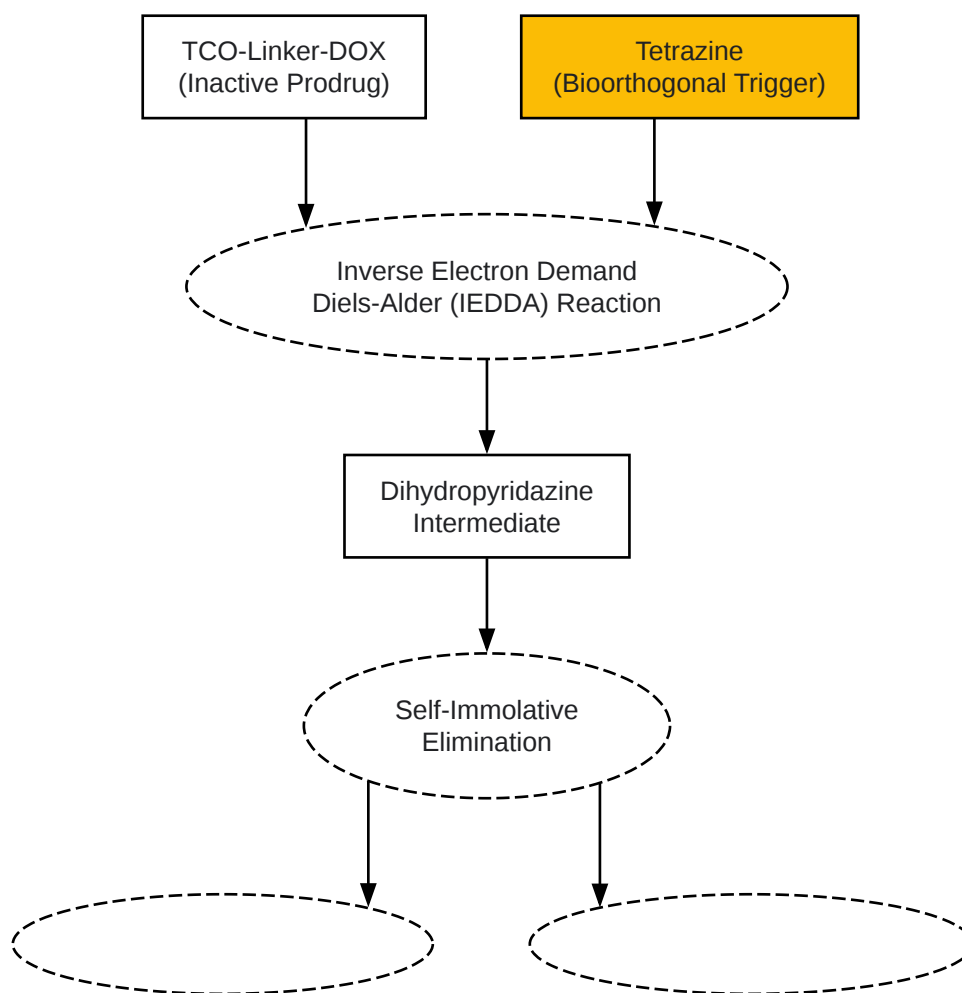 TCO-Linker-DOX
(Inactive Prodrug)
Tetrazine
(Bioorthogonal Trigger)
Inverse Electron Demand
Diels-Alder (IEDDA) Reaction
Dihydropyridazine
Intermediate
Self-Immolative
Elimination